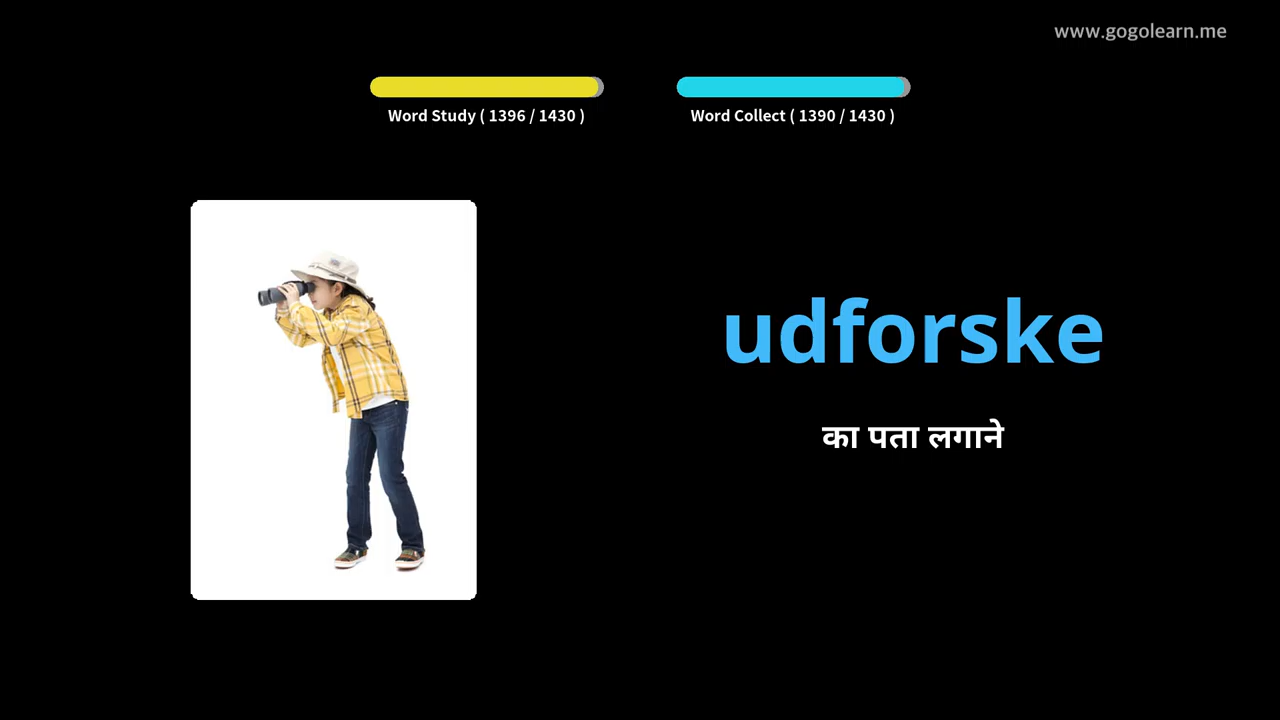 www.gogolearn.me
Word Study ( 1396 / 1430 )
Word Collect ( 1390 / 1430 )
udforske
का पता लगाने